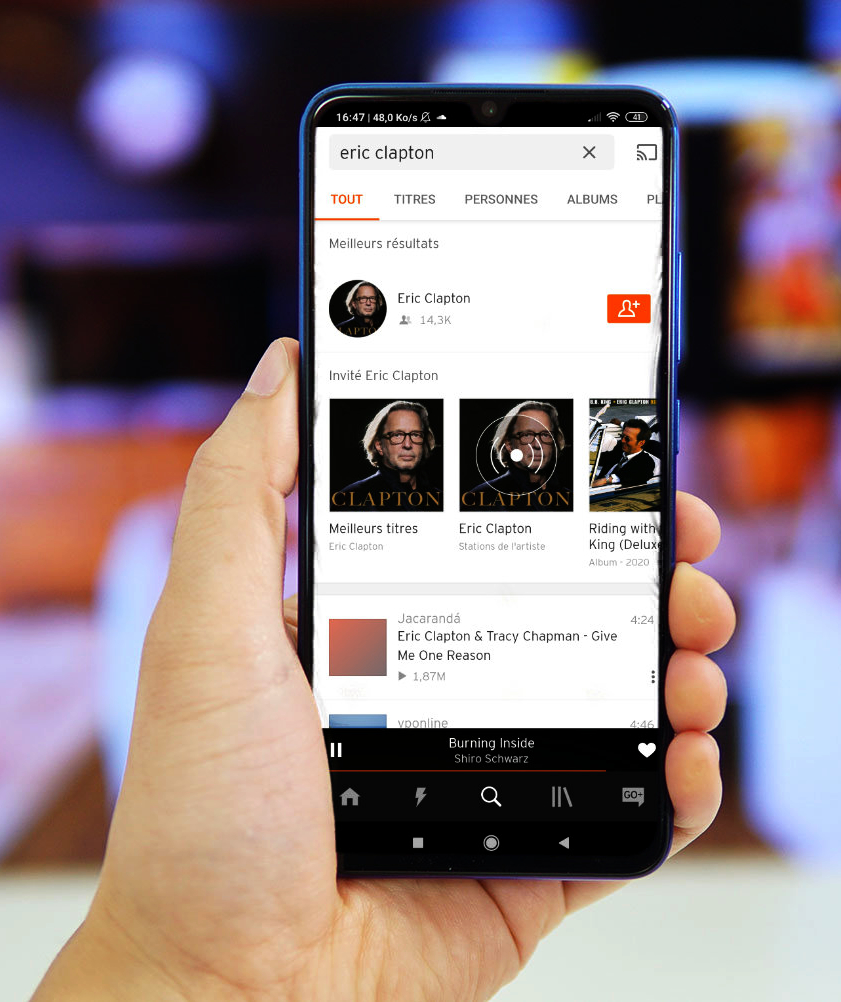 16:47 | 48,0 Ko/s
41
eric clapton
TOUT TITRES PERSONNES ALBUMS PL
Meilleurs résultats
CLAPTON
Eric Clapton
14,3K
Invité Eric Clapton
CLAPTON
CLAPTON
B.B. KING • ERIC CLAPTON
Meilleurs titres
Eric Clapton
Eric Clapton
Stations de l'artiste
Riding with
King (Deluxe
Album - 2020
Jacarandá
4:24
Eric Clapton & Tracy Chapman - Give
Me One Reason
1,87M
yponline
4:46
Burning Inside
Shiro Schwarz
GO+